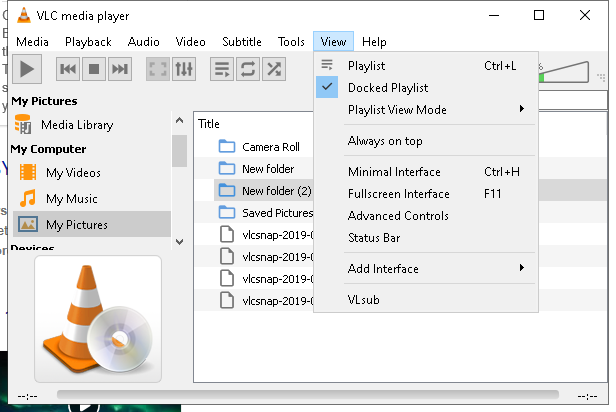 VLC media player
Media Playback Audio Video Subtitle Tools View Help
%
Playlist Ctrl+L
Docked Playlist
Playlist View Mode
Always on top
Minimal Interface Ctrl+H
Fullscreen Interface F11
Advanced Controls
Status Bar
Add Interface
VLsub
My Pictures
Media Library
My Computer
My Videos
My Music
My Pictures
Devices
Title
Camera Roll
New folder
New folder (2)
Saved Pictures
vlcsnap-2019-0
vlcsnap-2019-0
vlcsnap-2019-0
vlcsnap-2019-0
--:-- --:--